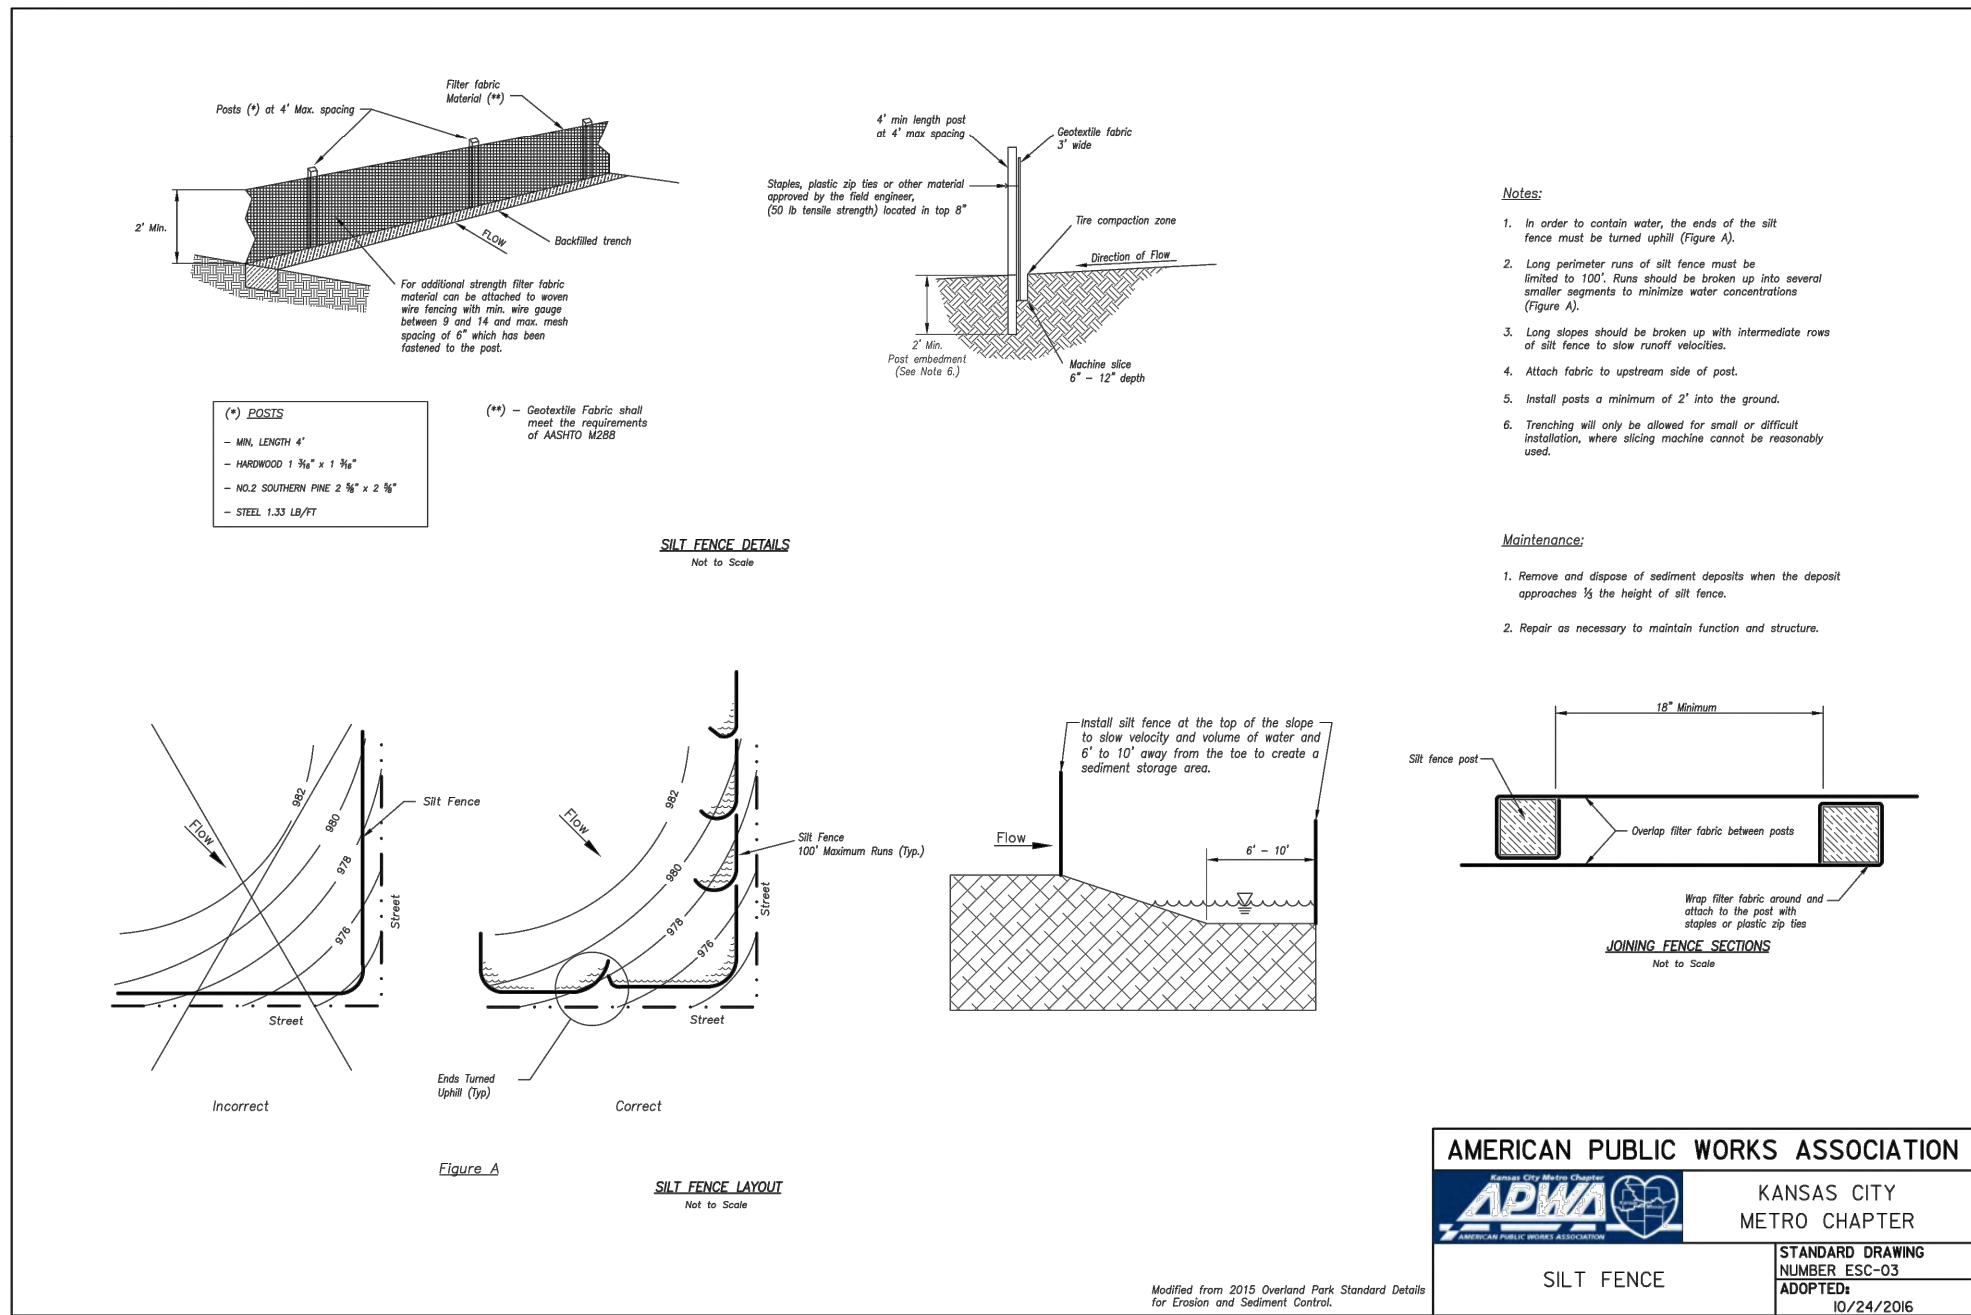 Filter fabric
Material (**)
Posts (*) at 4' Max. spacing
2' Min.
FLOW
Backfilled trench
For additional strength filter fabric
material can be attached to woven
wire fencing with min. wire gauge
between 9 and 14 and max. mesh
spacing of 6" which has been
fastened to the post.
4' min length post
at 4' max spacing
Geotextile fabric
3' wide
Staples, plastic zip ties or other material
approved by the field engineer,
(50 lb tensile strength) located in top 8"
Tire compaction zone
Direction of Flow
2' Min.
Post embedment
(See Note 6.)
Machine slice
6" - 12" depth
(*) POSTS
- MIN. LENGTH 4'
- HARDWOOD 1 3/16" x 1 3/16"
- NO.2 SOUTHERN PINE 2 5/8" x 2 5/8"
- STEEL 1.33 LB/FT
(**) - Geotextile Fabric shall
meet the requirements
of AASHTO M288
SILT FENCE DETAILS
Not to Scale
Notes:
1. In order to contain water, the ends of the silt
fence must be turned uphill (Figure A).
2. Long perimeter runs of silt fence must be
limited to 100'. Runs should be broken up into several
smaller segments to minimize water concentrations
(Figure A).
3. Long slopes should be broken up with intermediate rows
of silt fence to slow runoff velocities.
4. Attach fabric to upstream side of post.
5. Install posts a minimum of 2' into the ground.
6. Trenching will only be allowed for small or difficult
installation, where slicing machine cannot be reasonably
used.
Maintenance:
1. Remove and dispose of sediment deposits when the deposit
approaches 1/3 the height of silt fence.
2. Repair as necessary to maintain function and structure.
Flow
982
980
978
976
Silt Fence
Street
Street
Incorrect
Flow
982
980
978
976
Silt Fence
100' Maximum Runs (Typ.)
Street
Street
Ends Turned
Uphill (Typ)
Correct
Figure A
SILT FENCE LAYOUT
Not to Scale
Install silt fence at the top of the slope
to slow velocity and volume of water and
6' to 10' away from the toe to create a
sediment storage area.
Flow
6' - 10'
18" Minimum
Silt fence post
Overlap filter fabric between posts
Wrap filter fabric around and
attach to the post with
staples or plastic zip ties
JOINING FENCE SECTIONS
Not to Scale
Modified from 2015 Overland Park Standard Details
for Erosion and Sediment Control.
AMERICAN PUBLIC WORKS ASSOCIATION
Kansas City Metro Chapter
APWA
AMERICAN PUBLIC WORKS ASSOCIATION
KANSAS CITY
METRO CHAPTER
SILT FENCE
STANDARD DRAWING
NUMBER ESC-03
ADOPTED:
10/24/2016